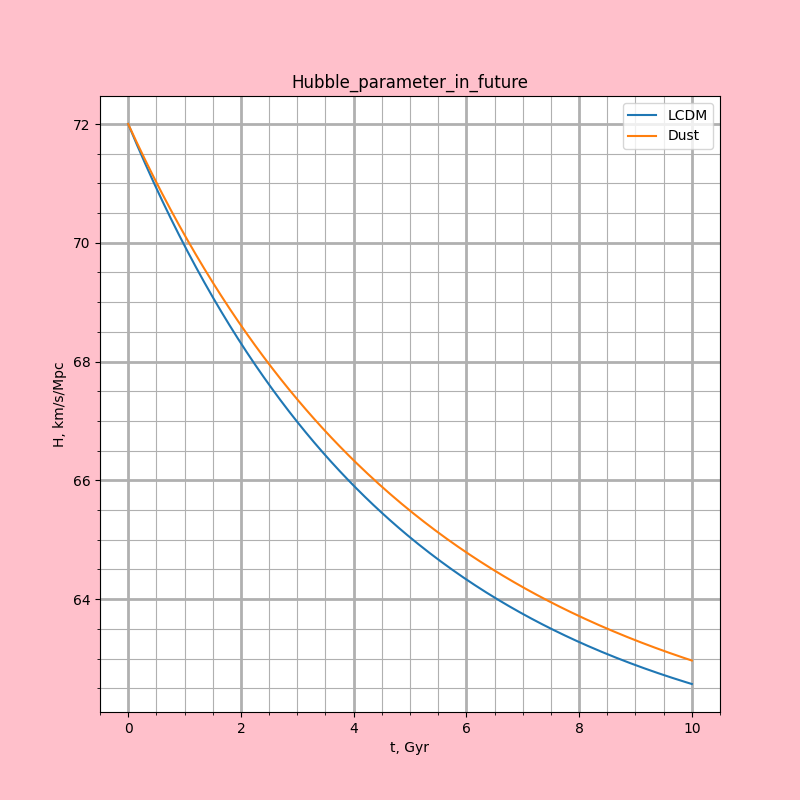 Hubble_parameter_in_future
LCDM
Dust
72
70
68
66
64
H, km/s/Mpc
0 2 4 6 8 10
t, Gyr